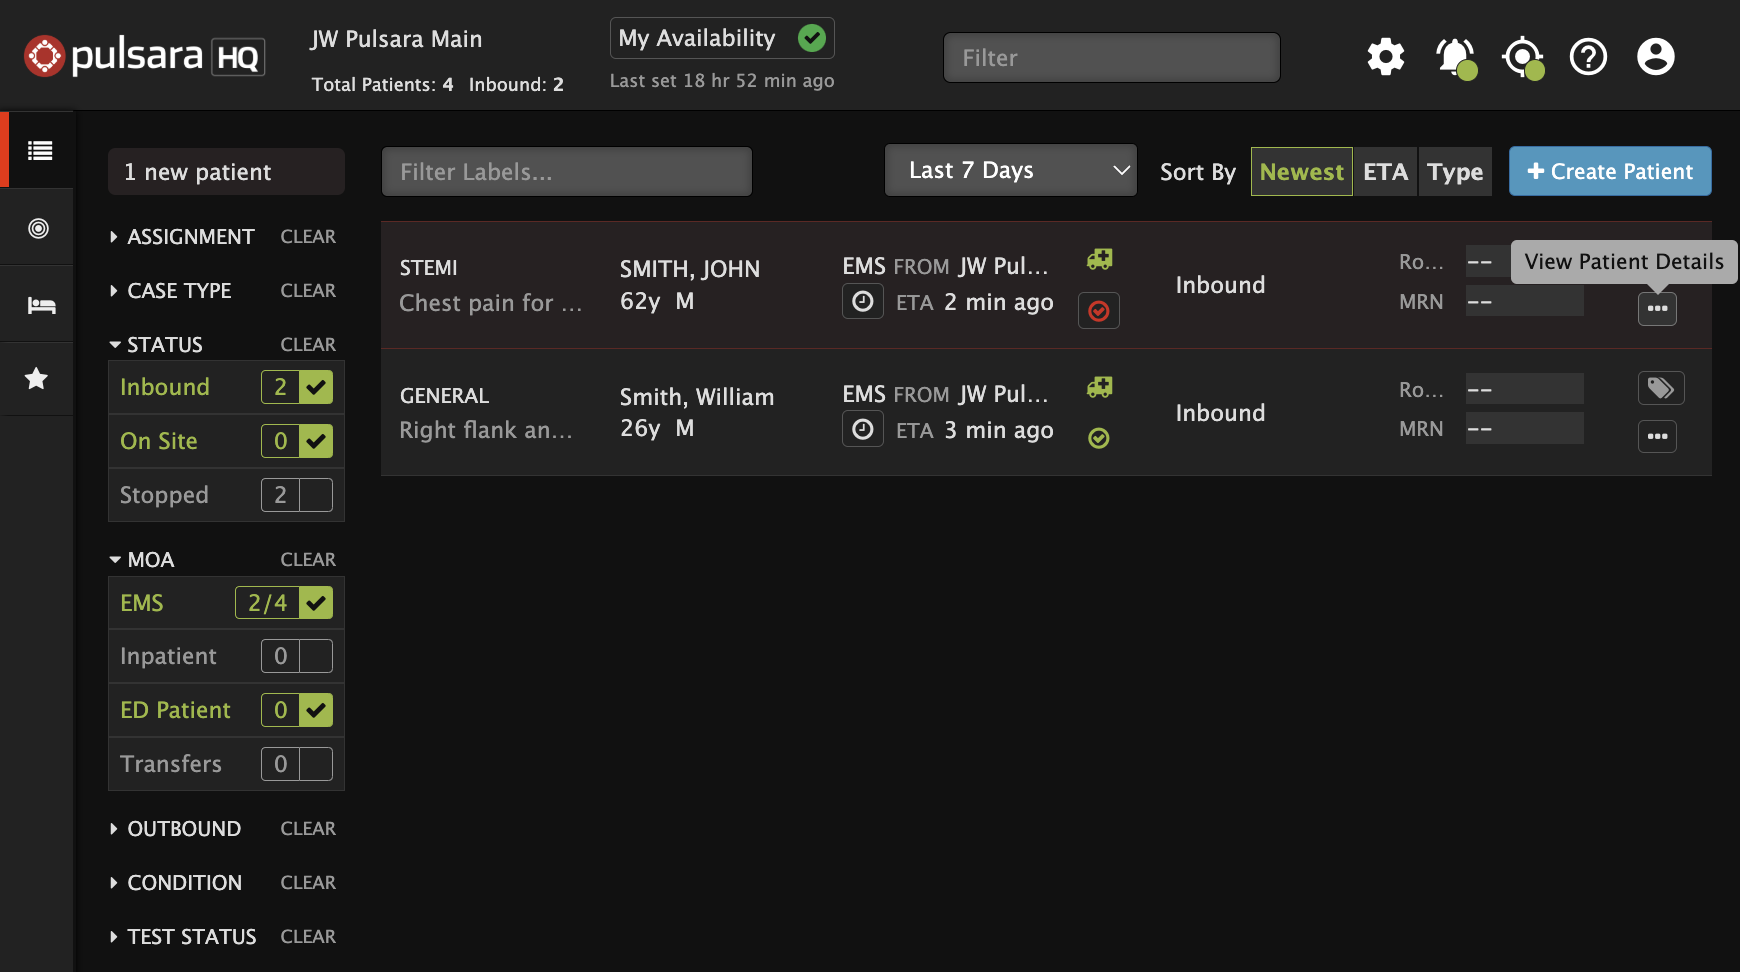 pulsara HQ
JW Pulsara Main
Total Patients: 4 Inbound: 2
My Availability
Last set 18 hr 52 min ago
Filter
1 new patient
Filter Labels...
Last 7 Days
Sort By Newest ETA Type
+ Create Patient
ASSIGNMENT CLEAR
CASE TYPE CLEAR
STATUS CLEAR
Inbound 2
On Site 0
Stopped 2
MOA CLEAR
EMS 2/4
Inpatient 0
ED Patient 0
Transfers 0
OUTBOUND CLEAR
CONDITION CLEAR
TEST STATUS CLEAR
STEMI
Chest pain for ...
SMITH, JOHN
62y M
EMS FROM JW Pul...
ETA 2 min ago
Inbound
Ro... --
MRN --
View Patient Details
GENERAL
Right flank an...
Smith, William
26y M
EMS FROM JW Pul...
ETA 3 min ago
Inbound
Ro... --
MRN --